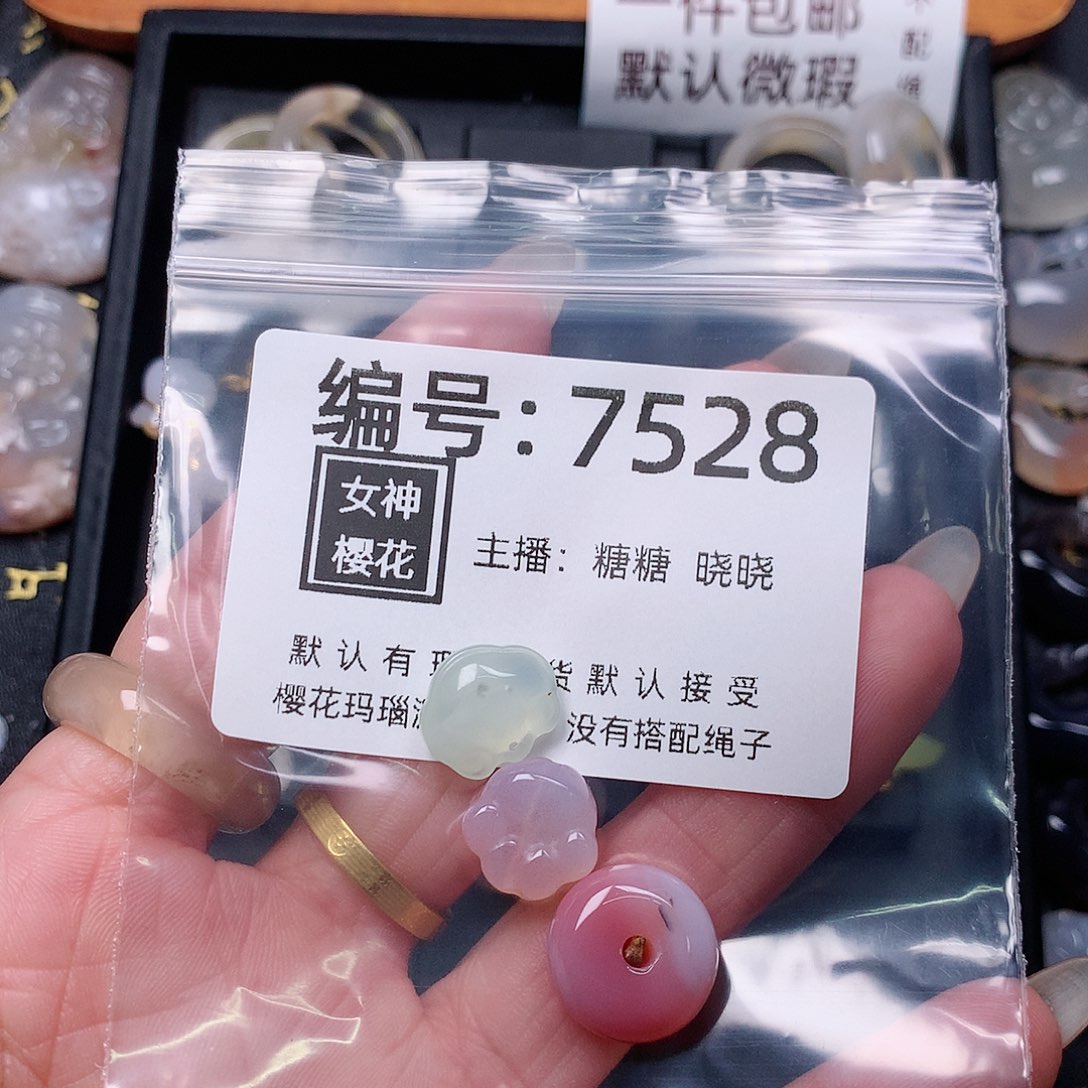 一件包邮
默认微瑕
配
编号:7528
女神
樱花
主播: 糖糖 晓晓
默认有 货默认接受
樱花玛瑙 没有搭配绳子